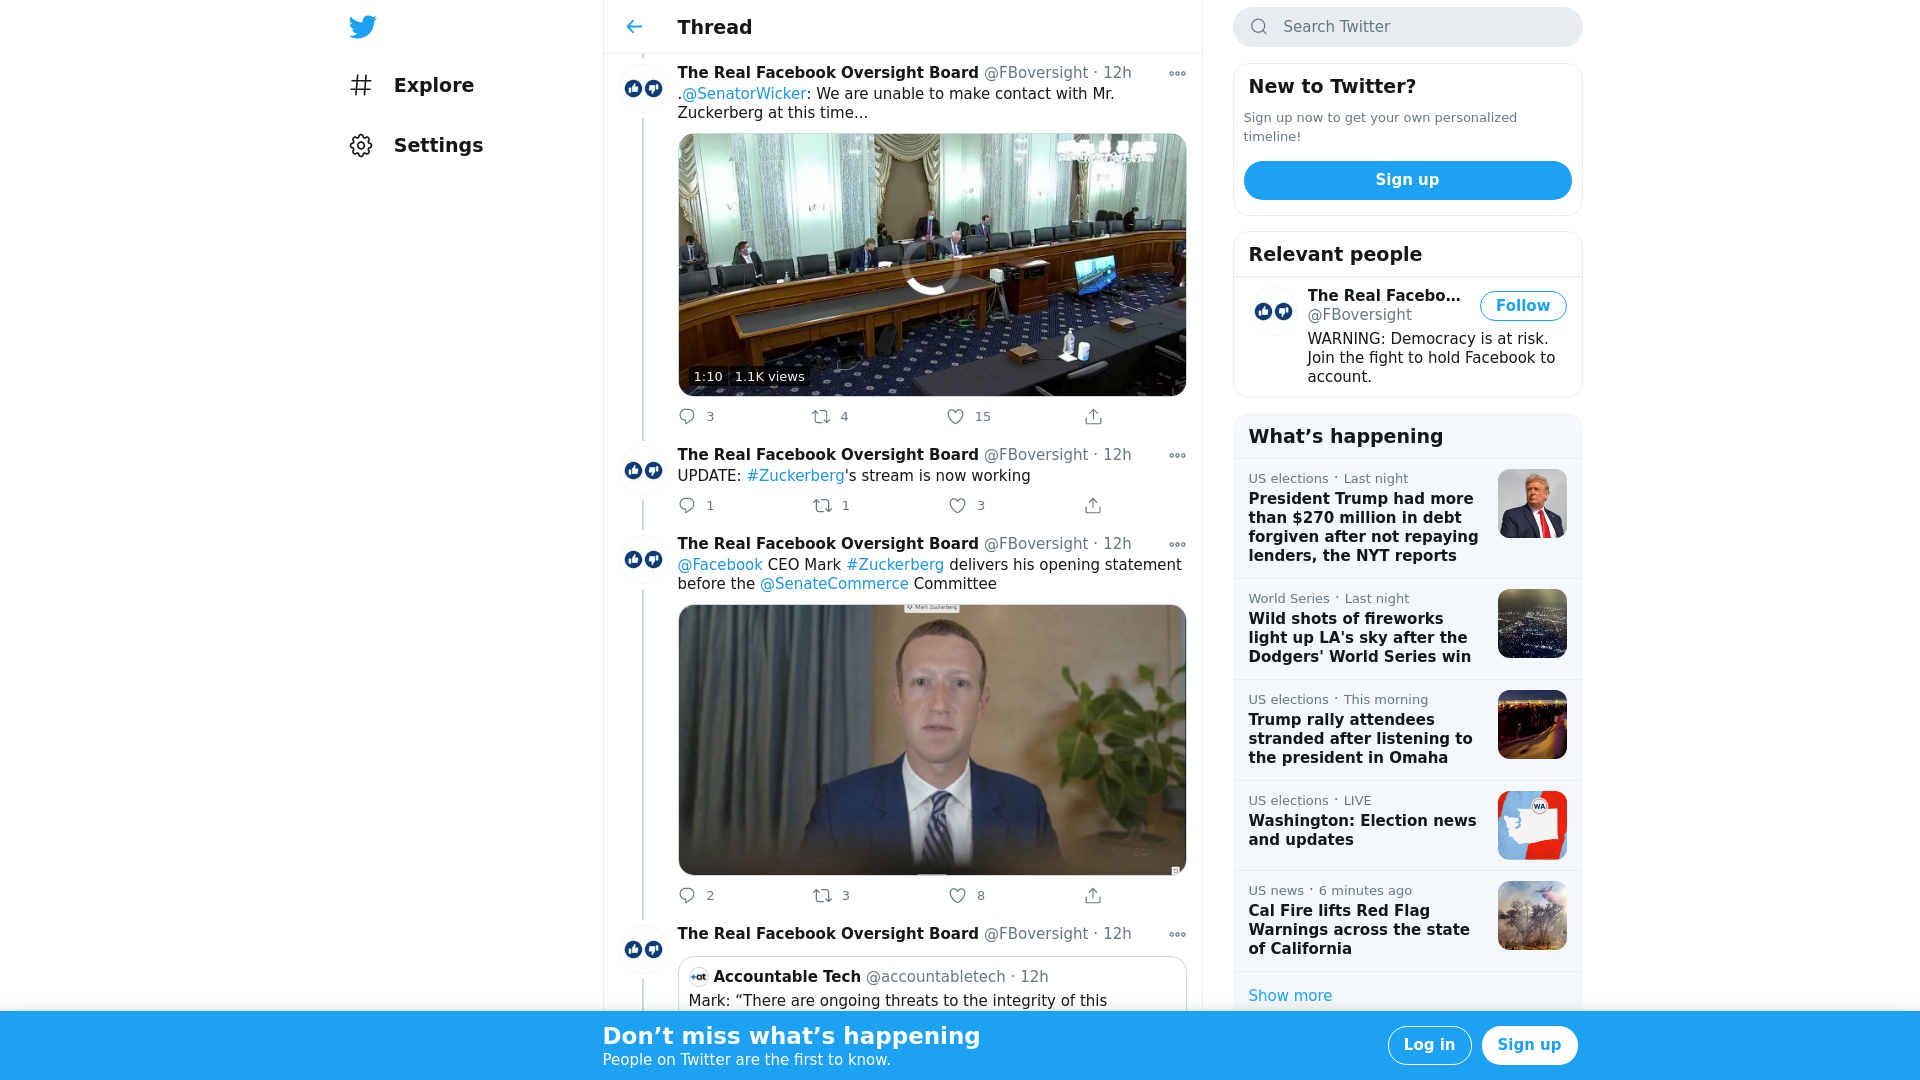 Explore
Settings
Thread
The Real Facebook Oversight Board @FBoversight · 12h
.@SenatorWicker: We are unable to make contact with Mr.
Zuckerberg at this time...
1:10 1.1K views
3 4 15
The Real Facebook Oversight Board @FBoversight · 12h
UPDATE: #Zuckerberg's stream is now working
1 1 3
The Real Facebook Oversight Board @FBoversight · 12h
@Facebook CEO Mark #Zuckerberg delivers his opening statement
before the @SenateCommerce Committee
Mark Zuckerberg
2 3 8
The Real Facebook Oversight Board @FBoversight · 12h
+at Accountable Tech @accountabletech · 12h
Mark: “There are ongoing threats to the integrity of this
Search Twitter
New to Twitter?
Sign up now to get your own personalized
timeline!
Sign up
Relevant people
The Real Facebo...
@FBoversight
Follow
WARNING: Democracy is at risk.
Join the fight to hold Facebook to
account.
What’s happening
US elections · Last night
President Trump had more
than $270 million in debt
forgiven after not repaying
lenders, the NYT reports
World Series · Last night
Wild shots of fireworks
light up LA's sky after the
Dodgers' World Series win
US elections · This morning
Trump rally attendees
stranded after listening to
the president in Omaha
US elections · LIVE
Washington: Election news
and updates
WA
US news · 6 minutes ago
Cal Fire lifts Red Flag
Warnings across the state
of California
Show more
Don’t miss what’s happening
People on Twitter are the first to know.
Log in
Sign up